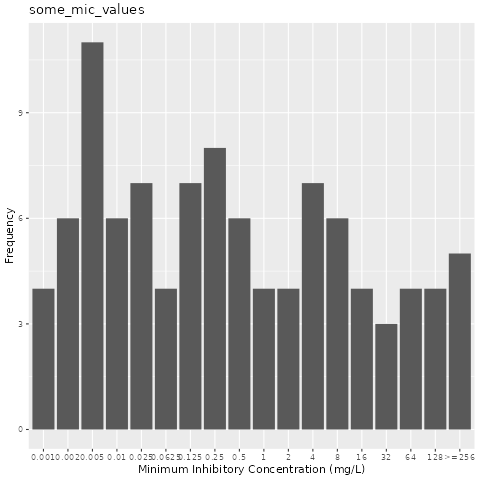 some_mic_values
Frequency
9
6
3
0
0.001 0.002 0.005 0.01 0.025 0.0625 0.125 0.25 0.5 1 2 4 8 16 32 64 128 >=256
Minimum Inhibitory Concentration (mg/L)